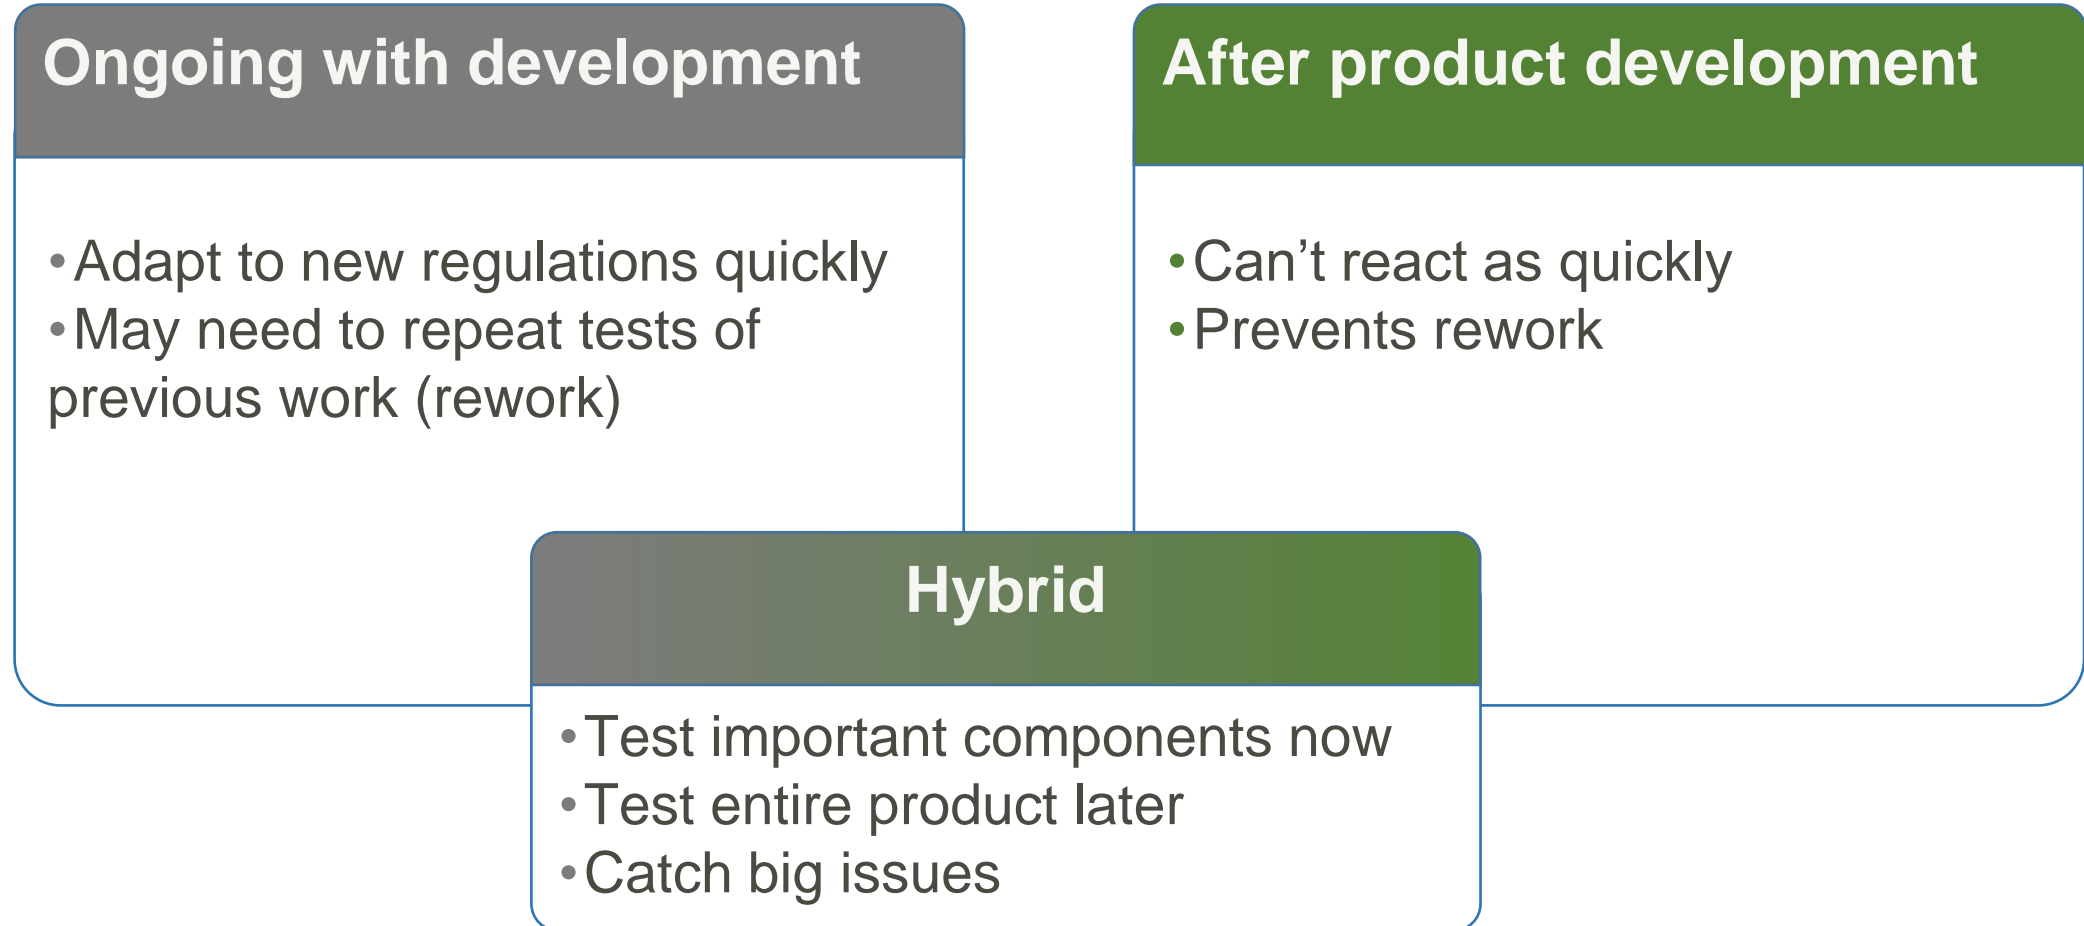 Ongoing with development
•Adapt to new regulations quickly
•May need to repeat tests of
previous work (rework)
After product development
•Can’t react as quickly
•Prevents rework
Hybrid
•Test important components now
•Test entire product later
•Catch big issues